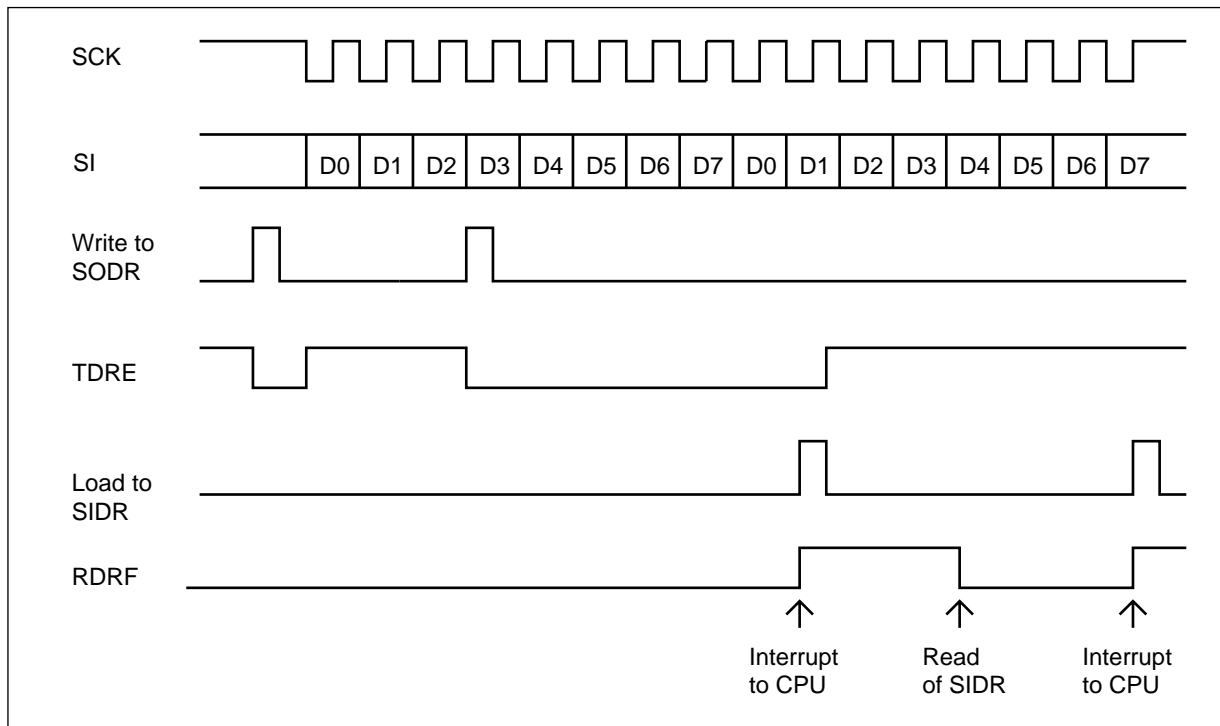 SCK
SI
D0 D1 D2 D3 D4 D5 D6 D7 D0 D1 D2 D3 D4 D5 D6 D7
Write to
SODR
TDRE
Load to
SIDR
RDRF
Interrupt
to CPU
Read
of SIDR
Interrupt
to CPU